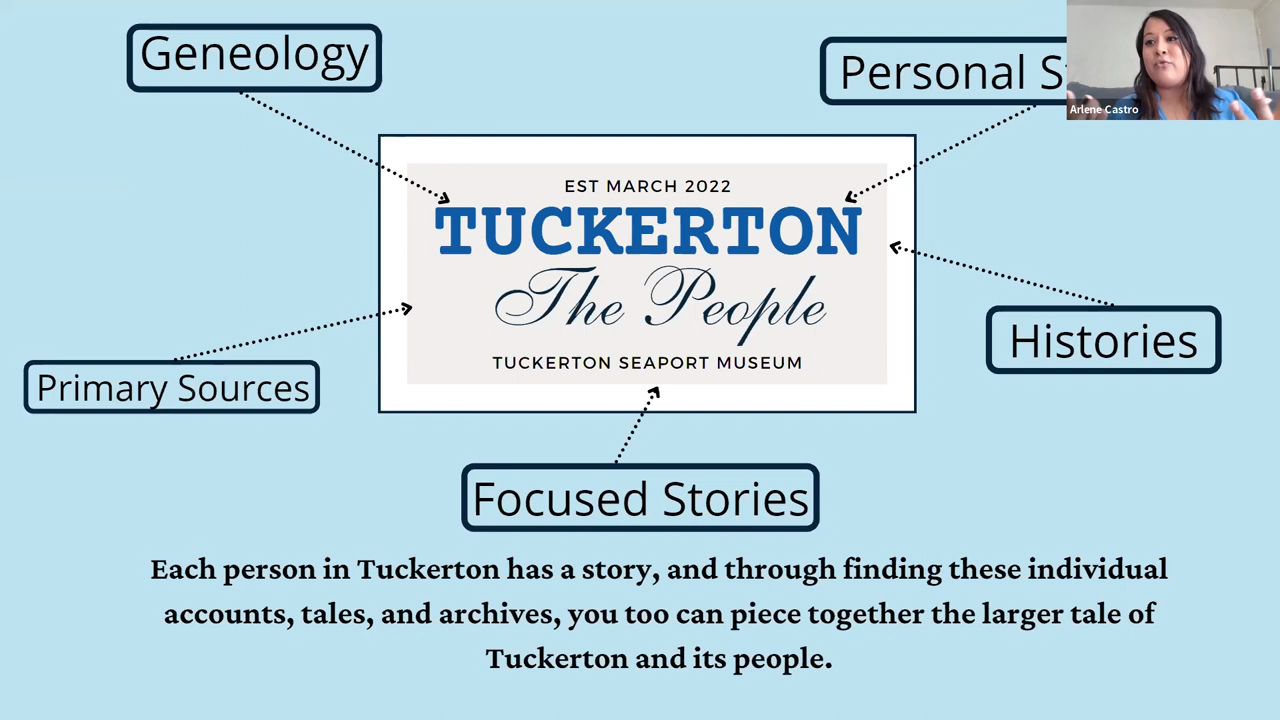 Geneology
Personal
Arlene Castro
EST MARCH 2022
TUCKERTON
The People
TUCKERTON SEAPORT MUSEUM
Histories
Primary Sources
Focused Stories
Each person in Tuckerton has a story, and through finding these individual
accounts, tales, and archives, you too can piece together the larger tale of
Tuckerton and its people.